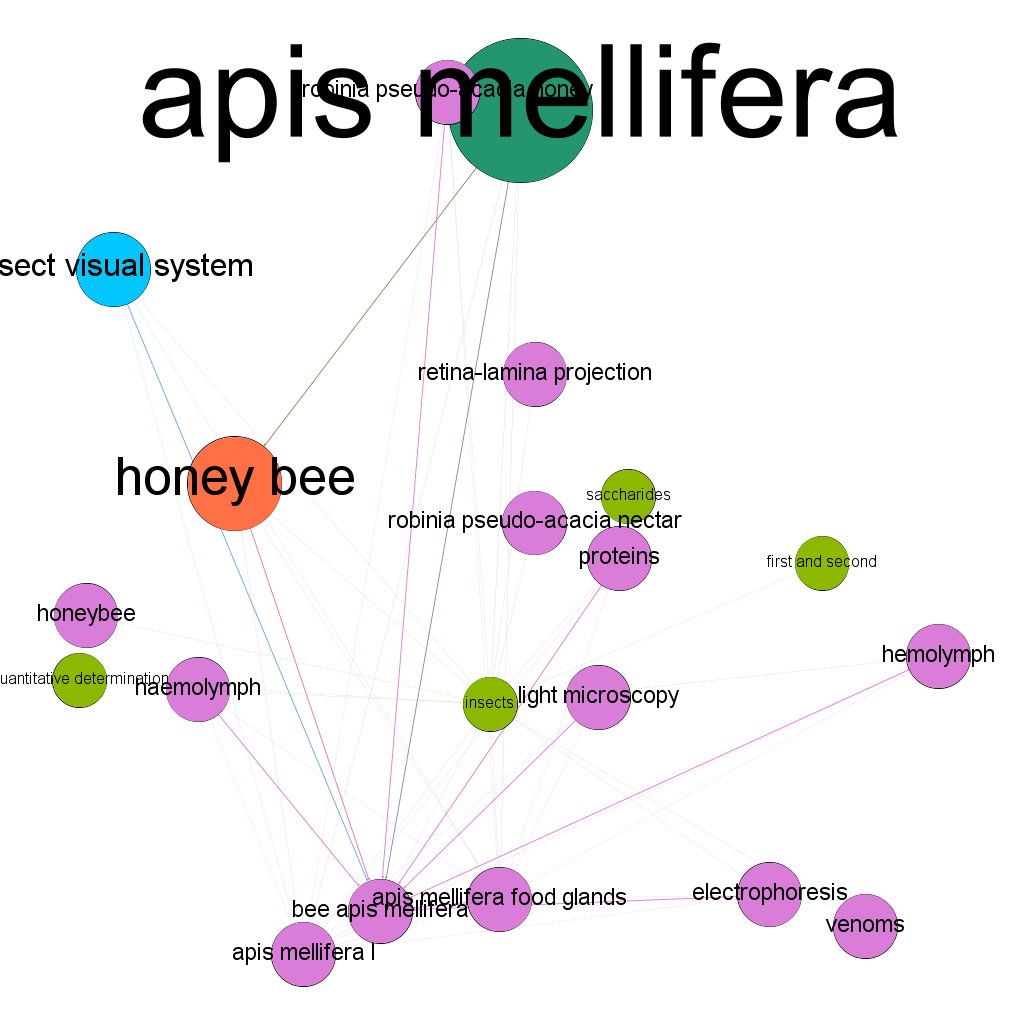 apis mellifera
robinia pseudo-acacia honey
sect visual system
retina-lamina projection
honey bee
saccharides
robinia pseudo-acacia nectar
proteins
first and second
honeybee
hemolymph
uantitative determination
haemolymph
insects
light microscopy
electrophoresis
apis mellifera food glands
bee apis mellifera
venoms
apis mellifera l